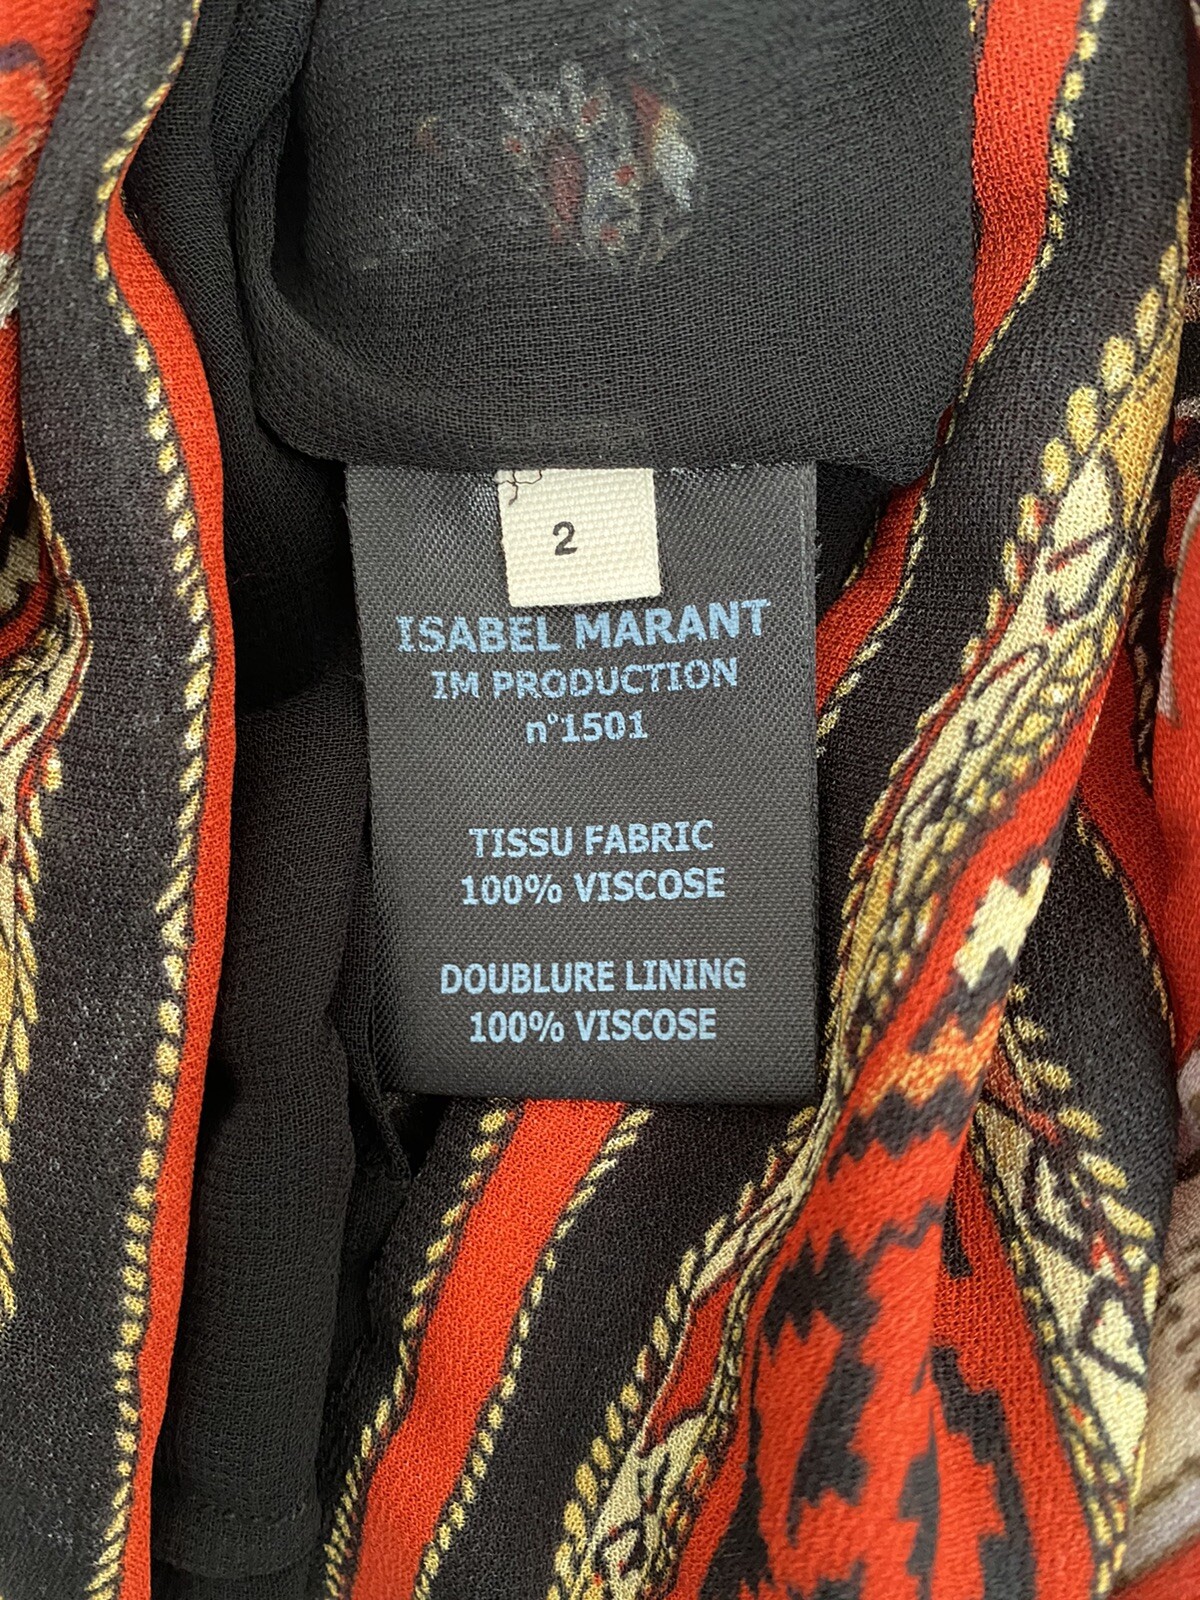 2
ISABEL MARANT
IM PRODUCTION
n°1501
TISSU FABRIC
100% VISCOSE
DOUBLURE LINING
100% VISCOSE